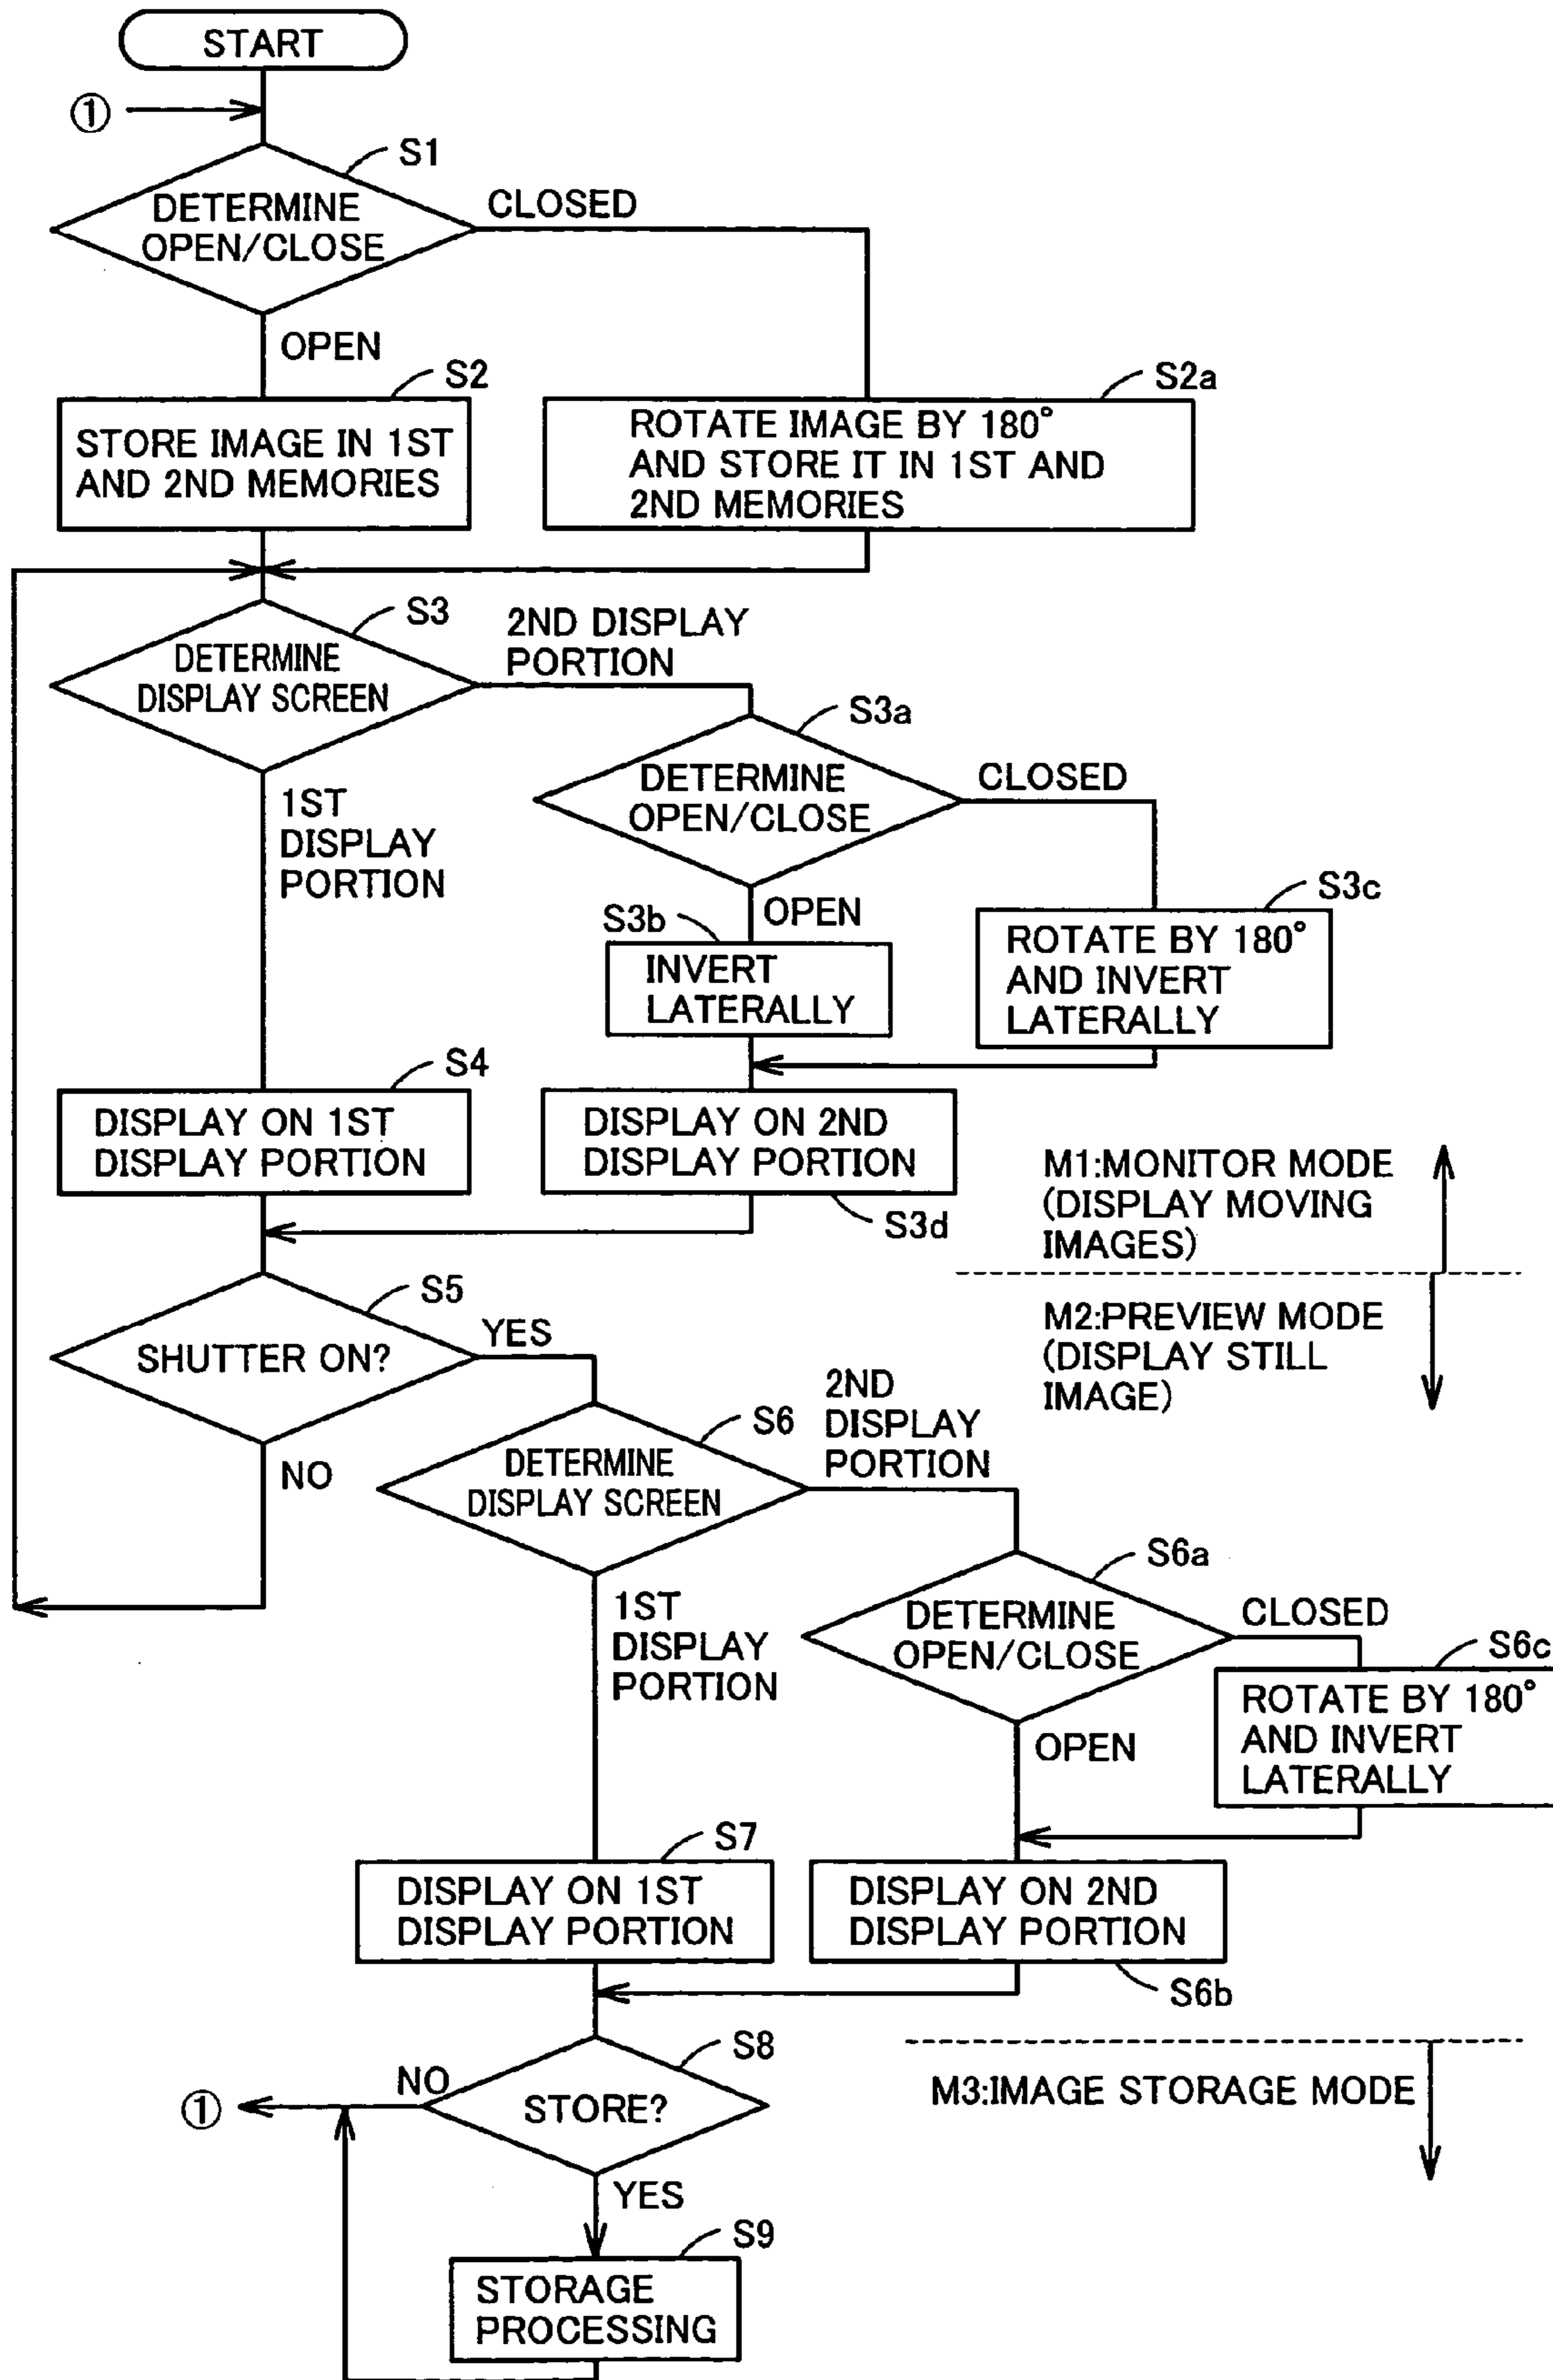 START
①
S1
DETERMINE
OPEN/CLOSE
CLOSED
OPEN
S2
STORE IMAGE IN 1ST
AND 2ND MEMORIES
S2a
ROTATE IMAGE BY 180°
AND STORE IT IN 1ST AND
2ND MEMORIES
S3
DETERMINE
DISPLAY SCREEN
2ND DISPLAY
PORTION
1ST
DISPLAY
PORTION
S3a
DETERMINE
OPEN/CLOSE
CLOSED
OPEN
S3b
INVERT
LATERALLY
S3c
ROTATE BY 180°
AND INVERT
LATERALLY
S4
DISPLAY ON 1ST
DISPLAY PORTION
DISPLAY ON 2ND
DISPLAY PORTION
S3d
M1:MONITOR MODE
(DISPLAY MOVING
IMAGES)
M2:PREVIEW MODE
(DISPLAY STILL
IMAGE)
S5
SHUTTER ON?
YES
NO
S6
DETERMINE
DISPLAY SCREEN
2ND
DISPLAY
PORTION
1ST
DISPLAY
PORTION
S6a
DETERMINE
OPEN/CLOSE
CLOSED
OPEN
S6c
ROTATE BY 180°
AND INVERT
LATERALLY
S7
DISPLAY ON 1ST
DISPLAY PORTION
DISPLAY ON 2ND
DISPLAY PORTION
S6b
S8
STORE?
NO
①
YES
M3:IMAGE STORAGE MODE
S9
STORAGE
PROCESSING